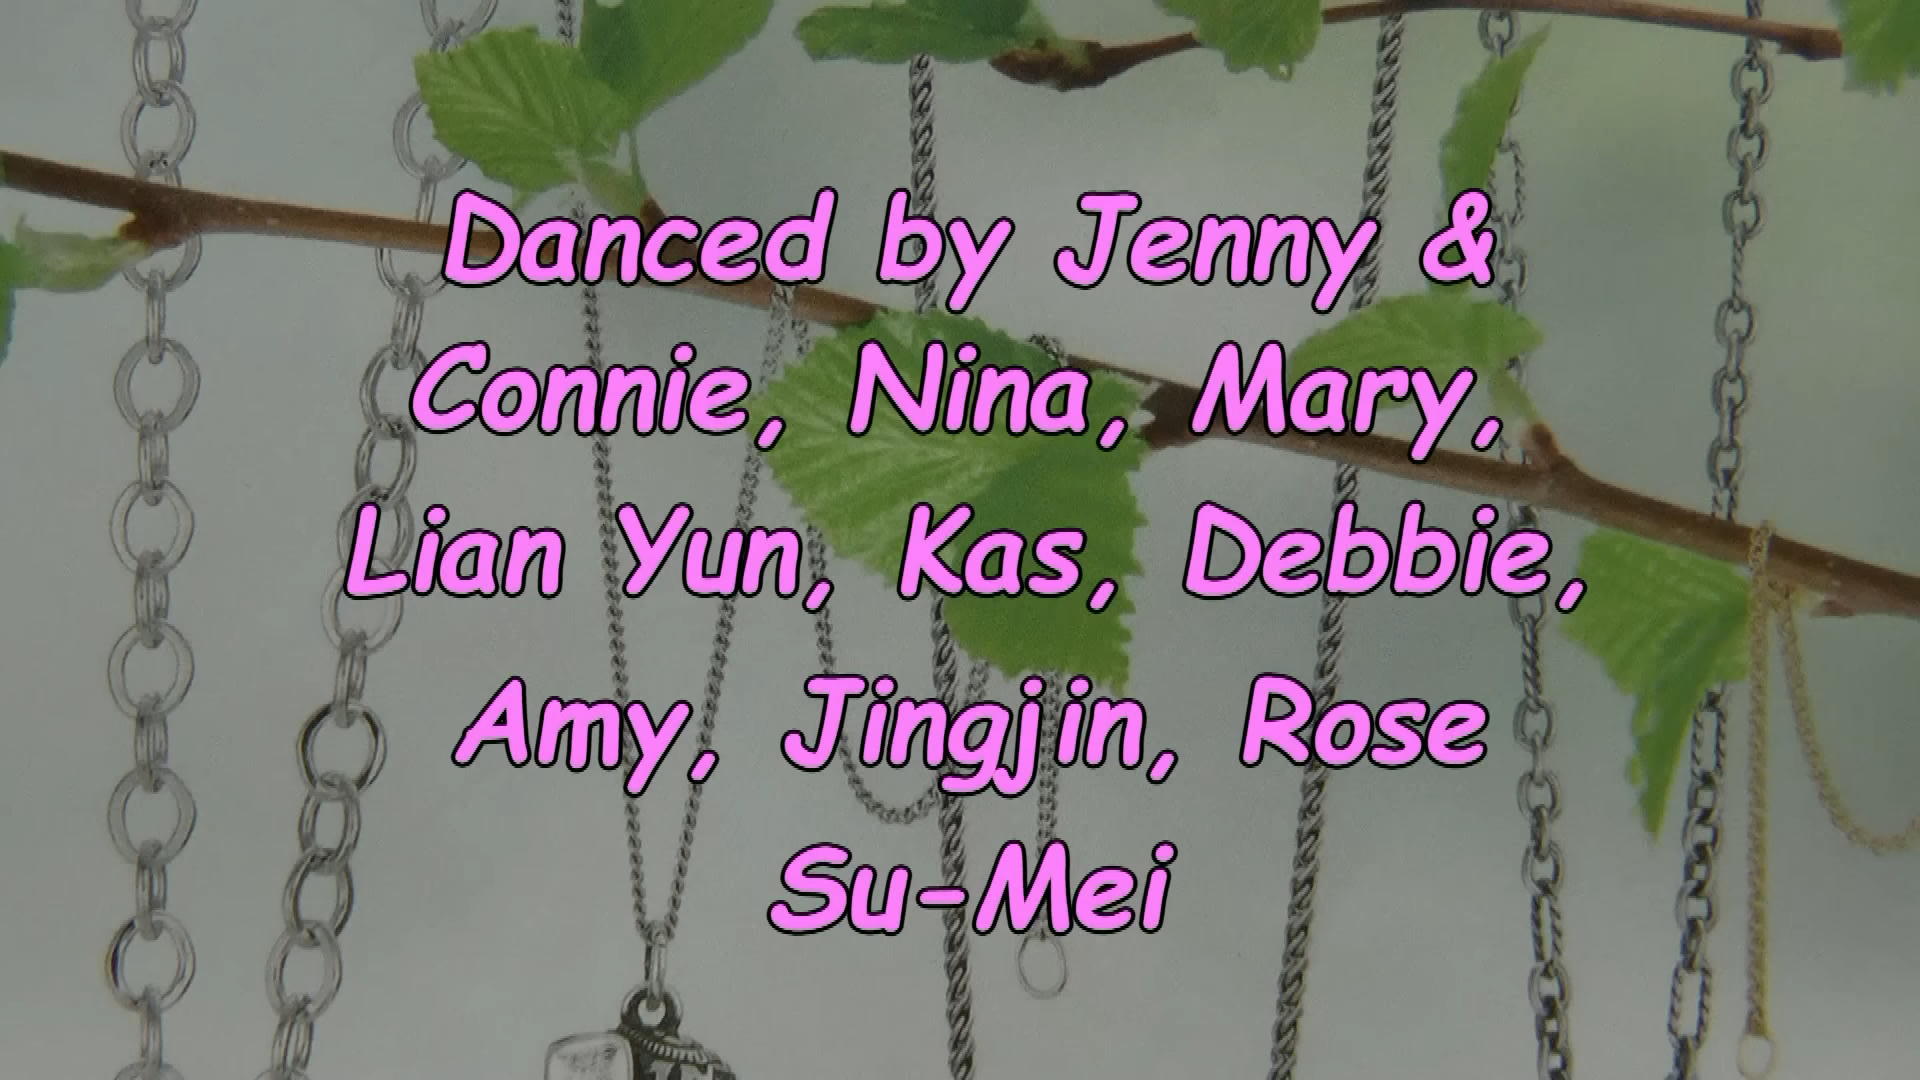 Danced by Jenny &
Connie, Nina, Mary,
Lian Yun, Kas, Debbie,
Amy, Jingjin, Rose
Su-Mei